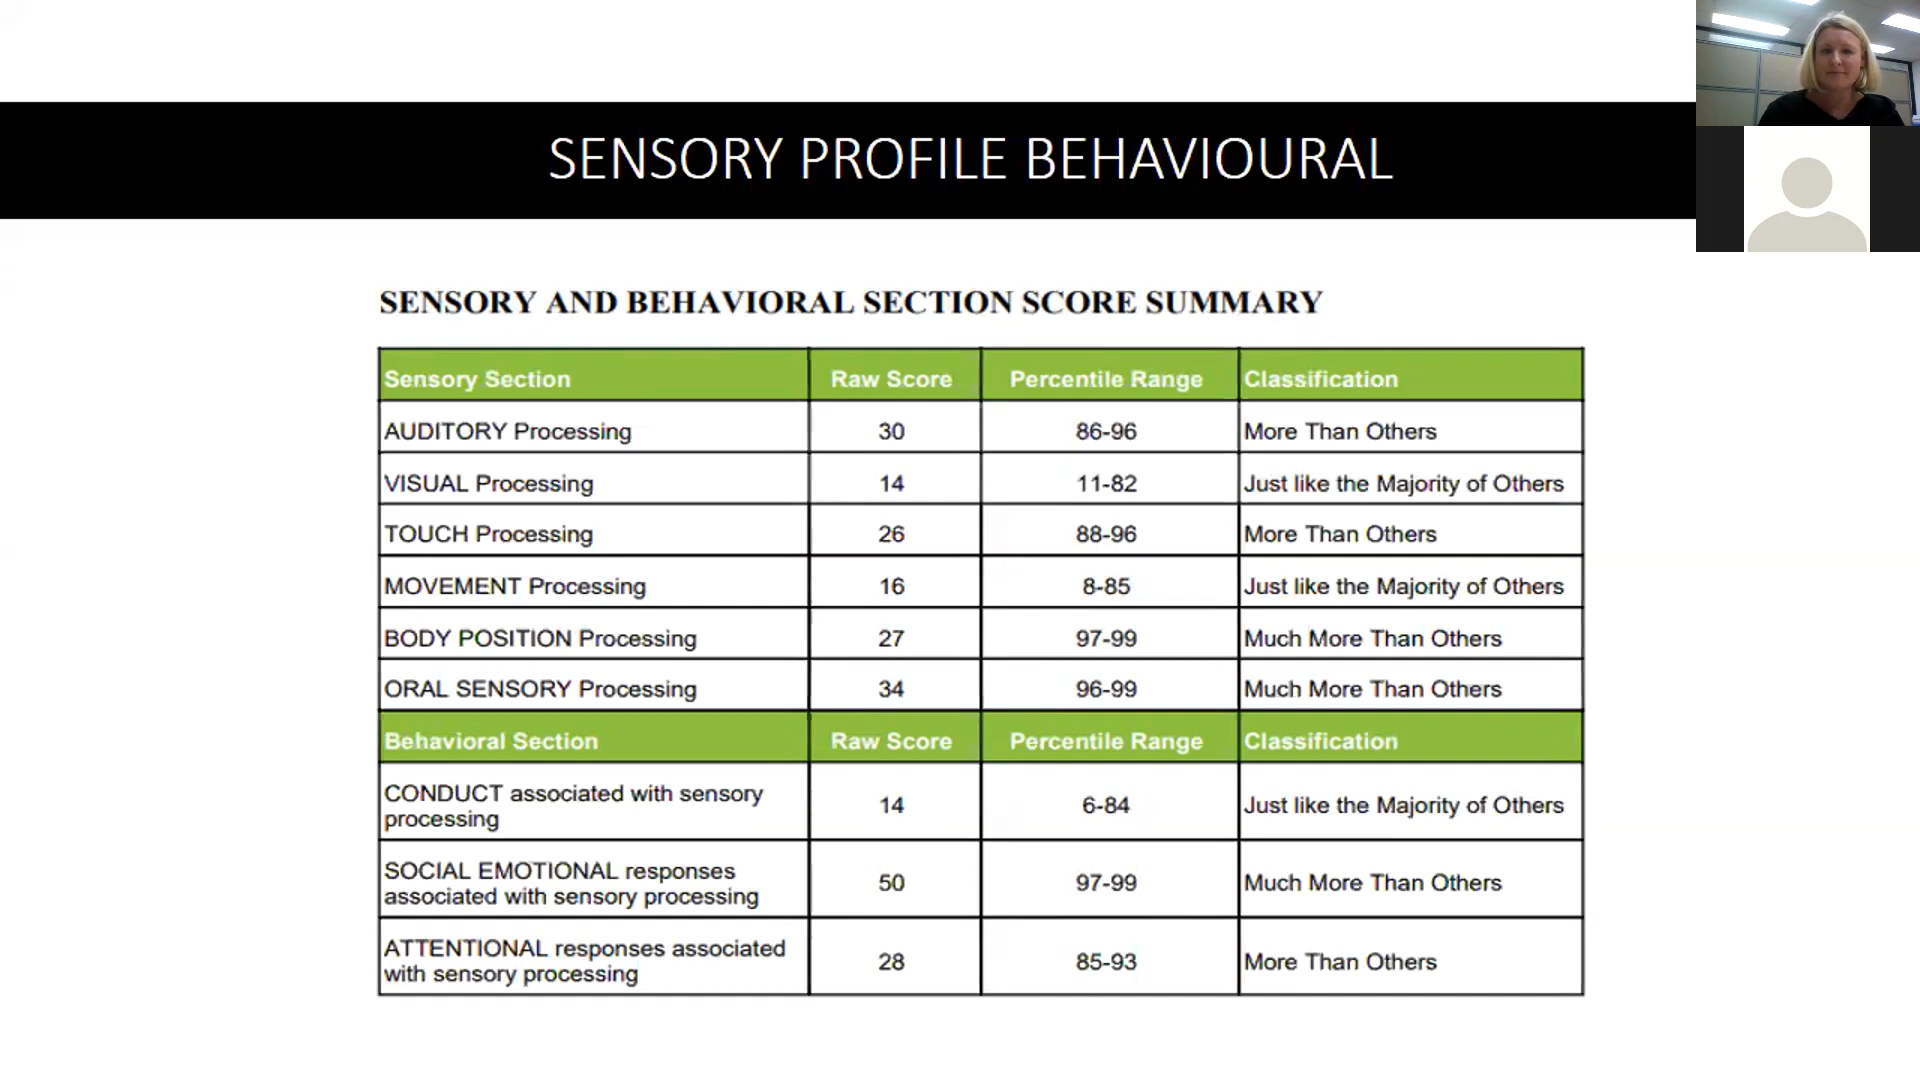 SENSORY PROFILE BEHAVIOURAL
SENSORY AND BEHAVIORAL SECTION SCORE SUMMARY
Sensory Section Raw Score Percentile Range Classification
AUDITORY Processing 30 86-96 More Than Others
VISUAL Processing 14 11-82 Just like the Majority of Others
TOUCH Processing 26 88-96 More Than Others
MOVEMENT Processing 16 8-85 Just like the Majority of Others
BODY POSITION Processing 27 97-99 Much More Than Others
ORAL SENSORY Processing 34 96-99 Much More Than Others
Behavioral Section Raw Score Percentile Range Classification
CONDUCT associated with sensory
processing 14 6-84 Just like the Majority of Others
SOCIAL EMOTIONAL responses
associated with sensory processing 50 97-99 Much More Than Others
ATTENTIONAL responses associated
with sensory processing 28 85-93 More Than Others